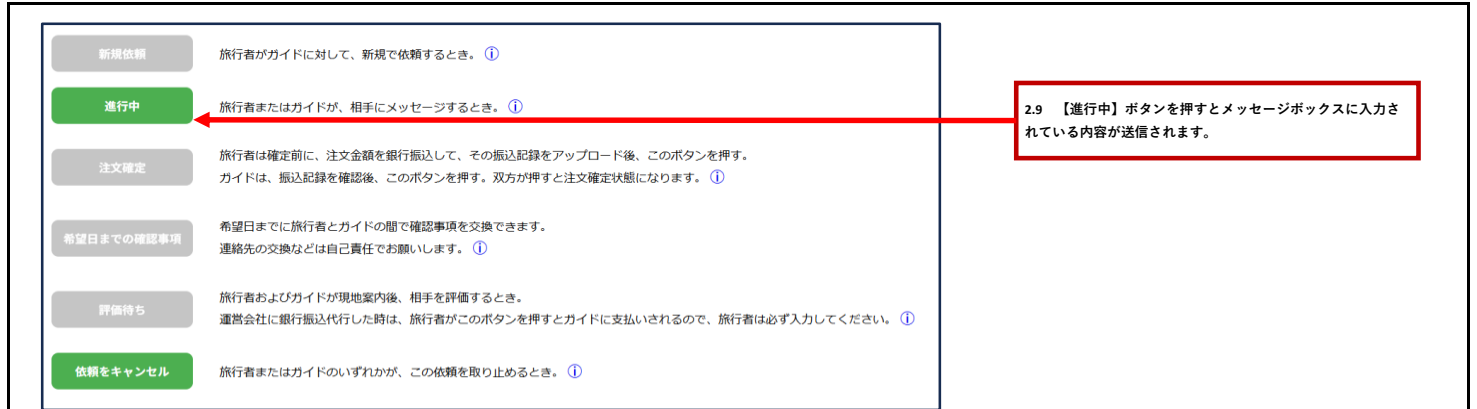 新規依頼
旅行者がガイドに対して、新規で依頼するとき。 ⓘ
進行中
旅行者またはガイドが、相手にメッセージするとき。 ⓘ
2.9 【進行中】ボタンを押すとメッセージボックスに入力さ
れている内容が送信されます。
注文確定
旅行者は確定前に、注文金額を銀行振込して、その振込記録をアップロード後、このボタンを押す。
ガイドは、振込記録を確認後、このボタンを押す。双方が押すと注文確定状態になります。 ⓘ
希望日までの確認事項
希望日までに旅行者とガイドの間で確認事項を交換できます。
連絡先の交換などは自己責任でお願いします。 ⓘ
評価待ち
旅行者およびガイドが現地案内後、相手を評価するとき。
運営会社に銀行振込代行した時は、旅行者がこのボタンを押すとガイドに支払いされるので、旅行者は必ず入力してください。 ⓘ
依頼をキャンセル
旅行者またはガイドのいずれかが、この依頼を取り止めるとき。 ⓘ